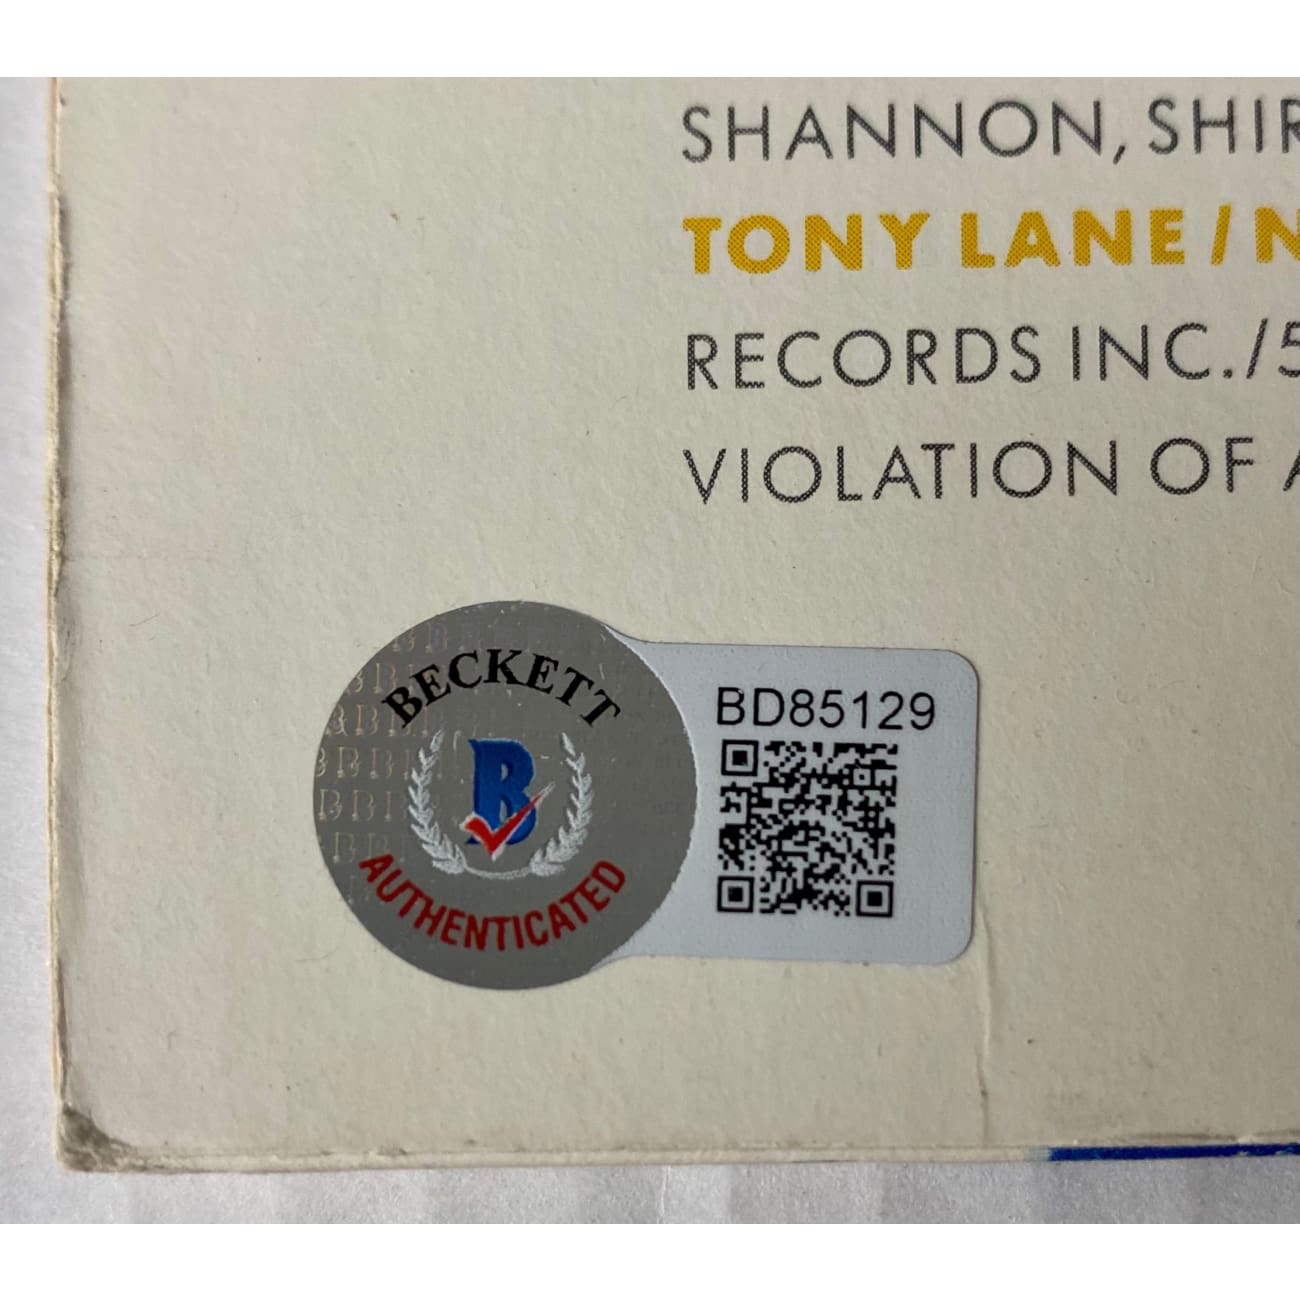 SHANNON, SHIR
TONY LANE / N
RECORDS INC./5
VIOLATION OF A
BECKETT
B
AUTHENTICATED
BD85129